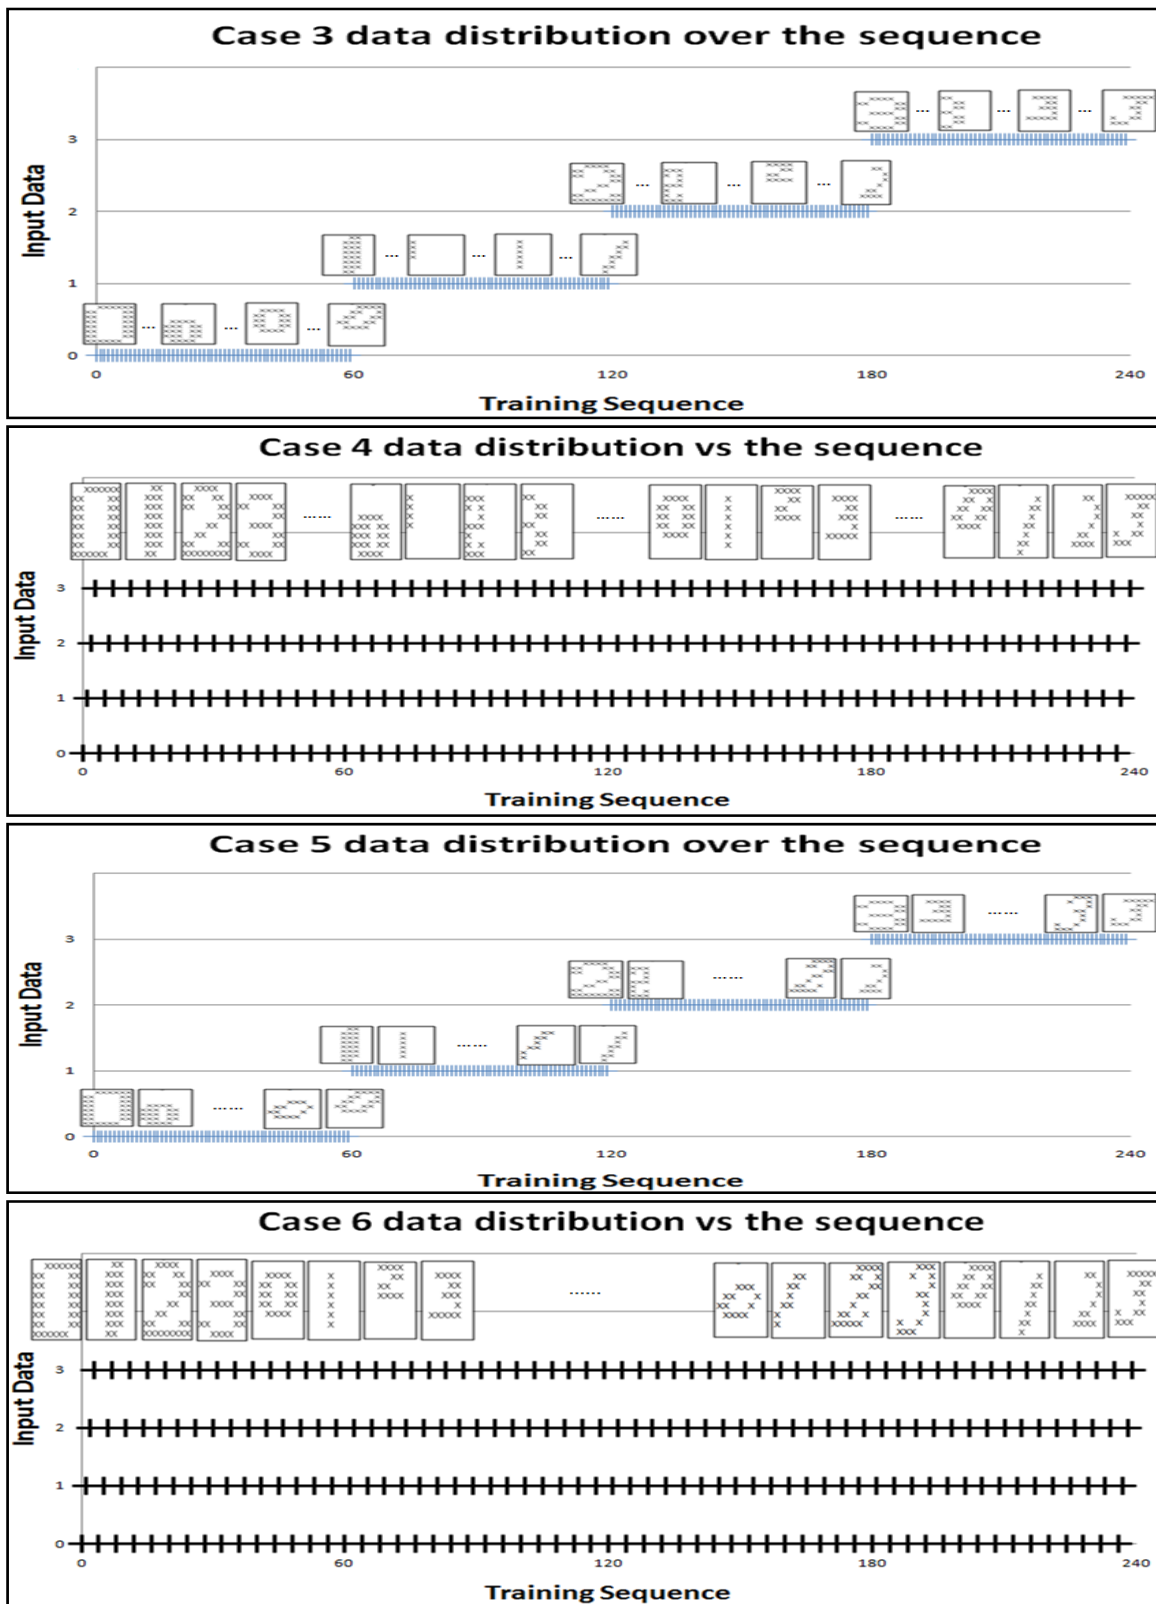 Case 3 data distribution over the sequence
Input Data
3
... ... ...
2
... ... ...
1
... ... ...
0
... ... ...
0 60 120 180 240
Training Sequence
Case 4 data distribution vs the sequence
...... ...... ......
Input Data
3
2
1
0
0 60 120 180 240
Training Sequence
Case 5 data distribution over the sequence
Input Data
3
......
2
......
1
......
0
......
0 60 120 180 240
Training Sequence
Case 6 data distribution vs the sequence
......
Input Data
3
2
1
0
0 60 120 180 240
Training Sequence